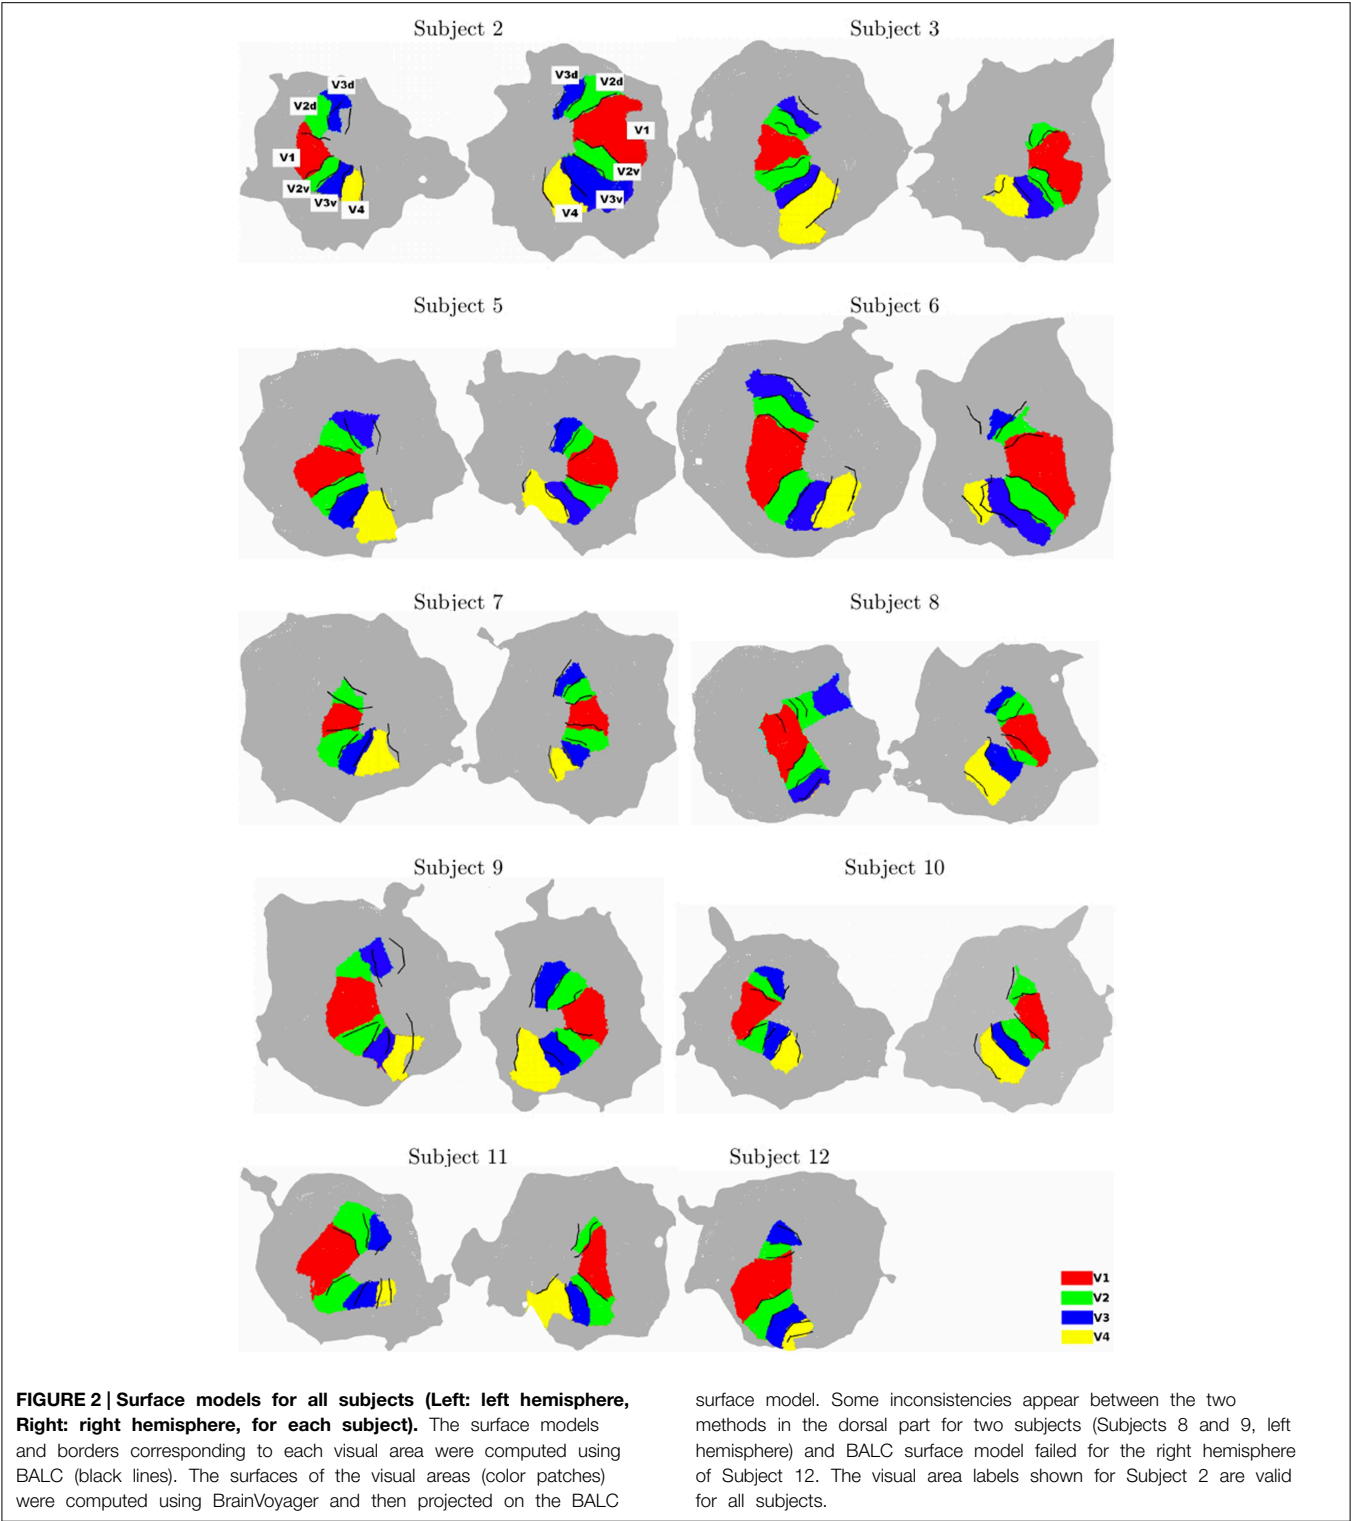 Subject 2
Subject 3
V3d
V2d
V1
V2v
V3v
V4
V3d
V2d
V1
V2v
V3v
V4
Subject 5
Subject 6
Subject 7
Subject 8
Subject 9
Subject 10
Subject 11
Subject 12
V1
V2
V3
V4
FIGURE 2 | Surface models for all subjects (Left: left hemisphere,
Right: right hemisphere, for each subject). The surface models
and borders corresponding to each visual area were computed using
BALC (black lines). The surfaces of the visual areas (color patches)
were computed using BrainVoyager and then projected on the BALC
surface model. Some inconsistencies appear between the two
methods in the dorsal part for two subjects (Subjects 8 and 9, left
hemisphere) and BALC surface model failed for the right hemisphere
of Subject 12. The visual area labels shown for Subject 2 are valid
for all subjects.